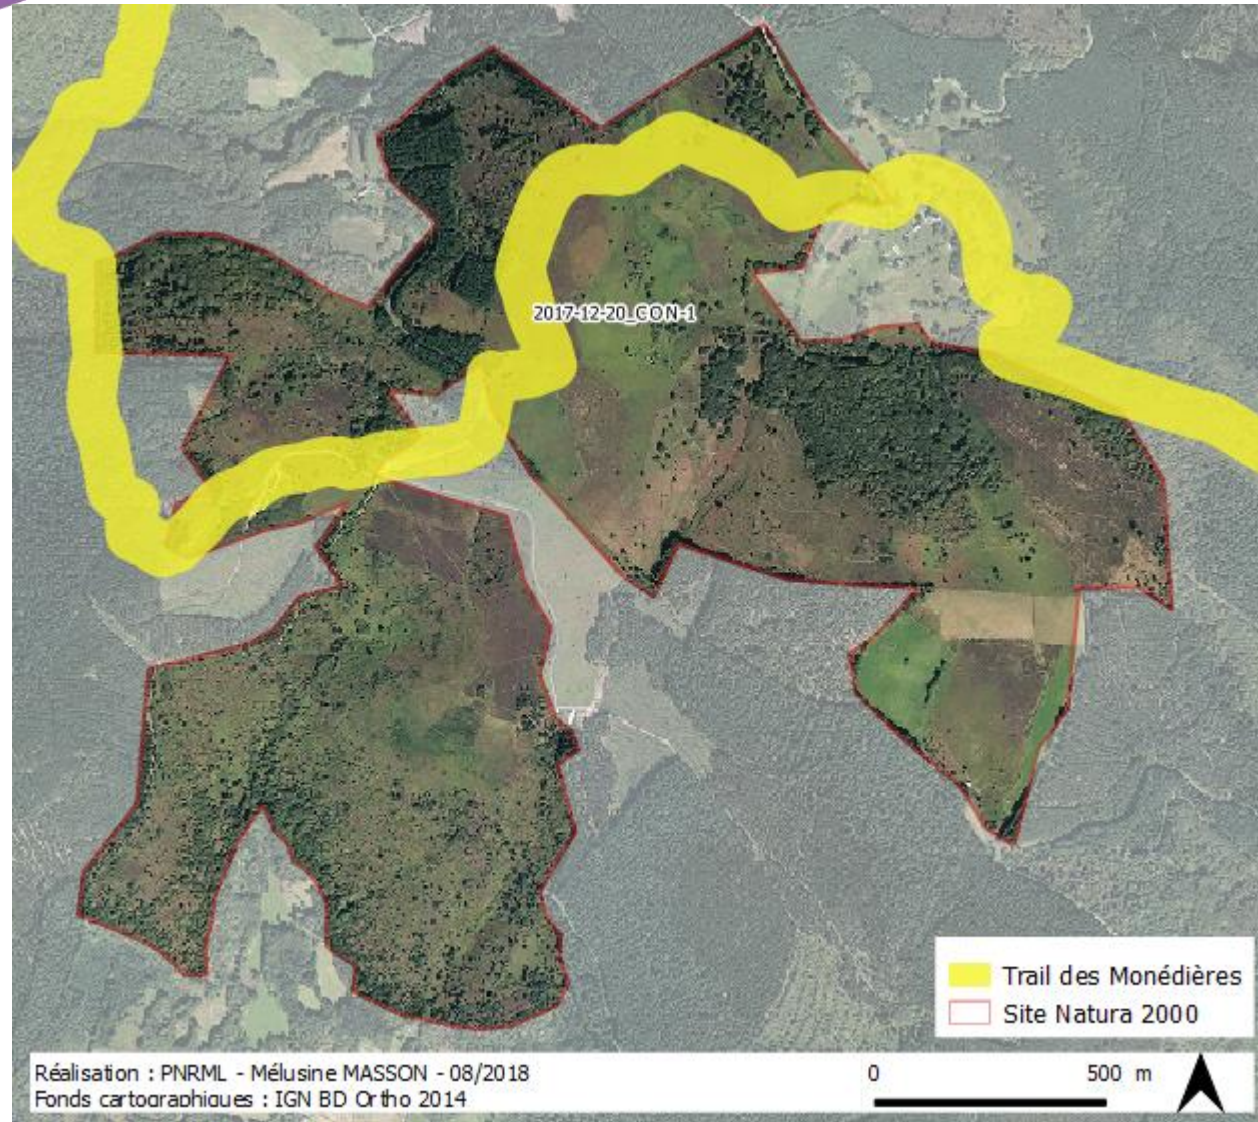 2017-12-20_CON-1
Trail des Monédières
Site Natura 2000
Réalisation : PNRML - Mélusine MASSON - 08/2018
Fonds cartographiques : IGN BD Ortho 2014
0 500 m